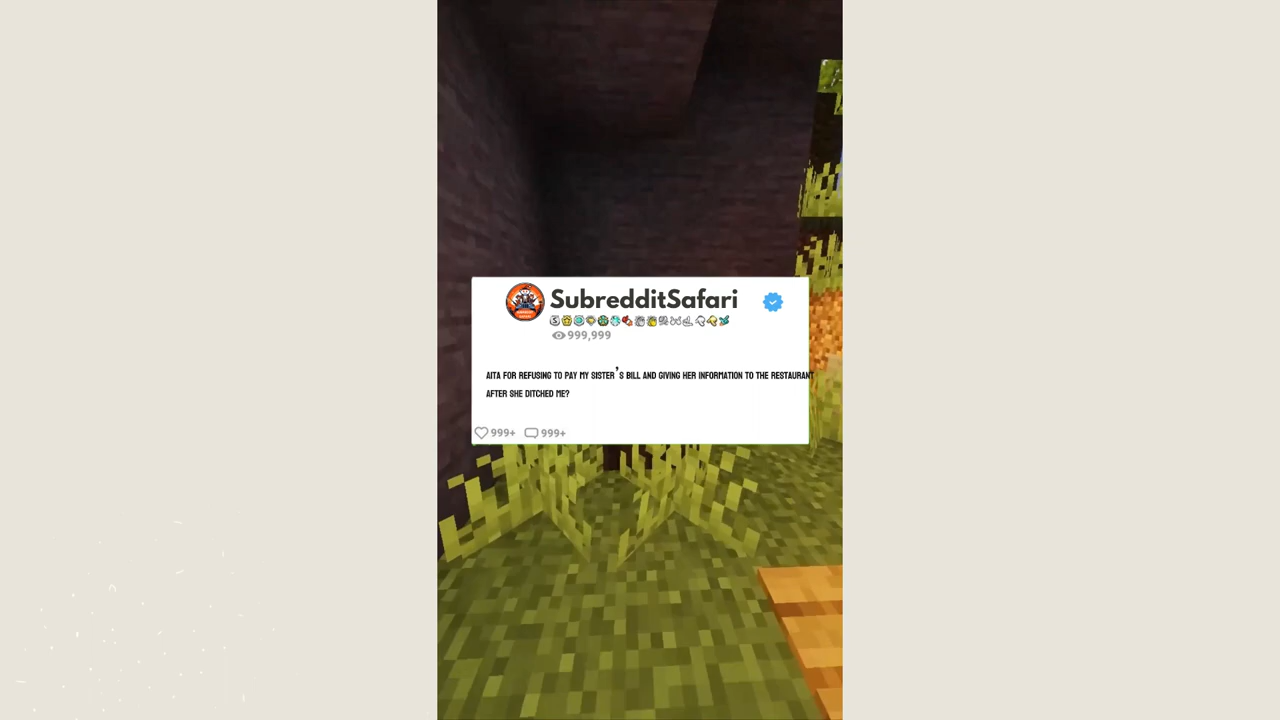 SubredditSafari
999,999
AITA FOR REFUSING TO PAY MY SISTER'S BILL AND GIVING HER INFORMATION TO THE RESTAURANT
AFTER SHE DITCHED ME?
999+ 999+